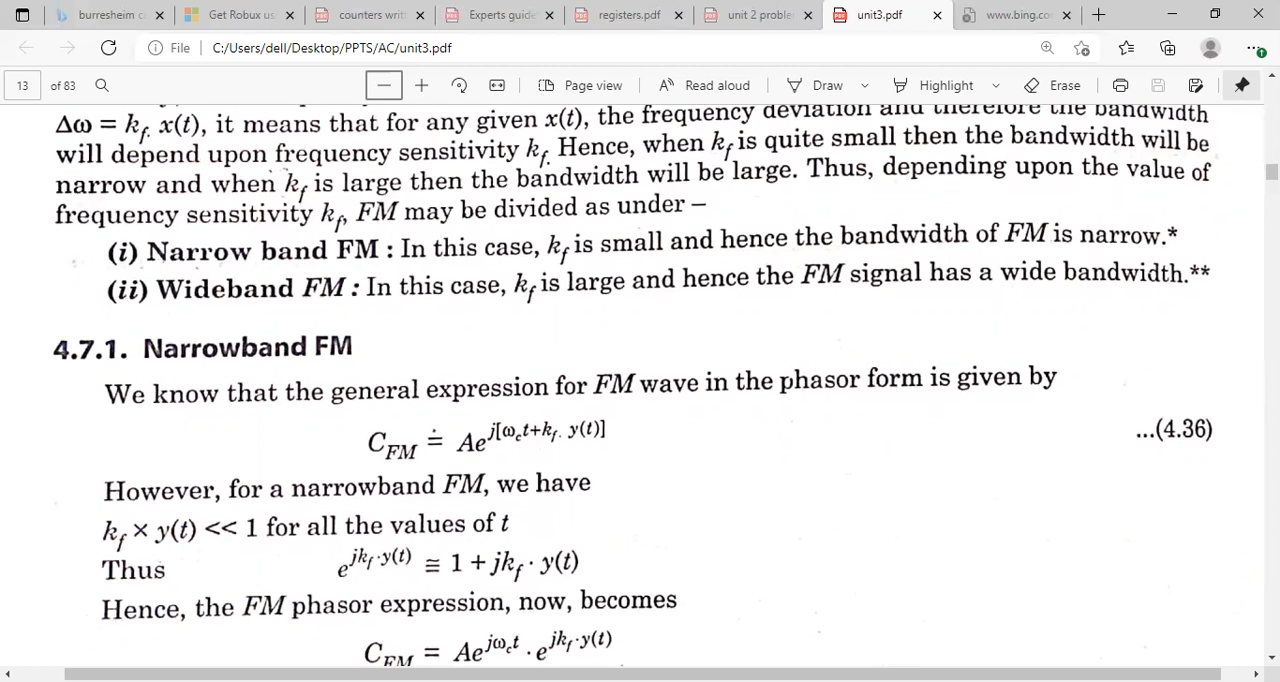 burresheim c
Get Robux us
counters writ
Experts guide
registers.pdf
unit 2 proble
unit3.pdf
www.bing.co
File C:/Users/dell/Desktop/PPTS/AC/unit3.pdf
13 of 83 Page view Read aloud Draw Highlight Erase
Δω = k_f. x(t), it means that for any given x(t), the frequency deviation and therefore the bandwidth
will depend upon frequency sensitivity k_f. Hence, when k_f is quite small then the bandwidth will be
narrow and when k_f is large then the bandwidth will be large. Thus, depending upon the value of
frequency sensitivity k_f, FM may be divided as under –
(i) Narrow band FM : In this case, k_f is small and hence the bandwidth of FM is narrow.*
(ii) Wideband FM : In this case, k_f is large and hence the FM signal has a wide bandwidth.**
4.7.1. Narrowband FM
We know that the general expression for FM wave in the phasor form is given by
C_FM = Ae^j[ω_c t+k_f. y(t)] ...(4.36)
However, for a narrowband FM, we have
k_f × y(t) << 1 for all the values of t
Thus e^jk_f·y(t) ≅ 1 + jk_f · y(t)
Hence, the FM phasor expression, now, becomes
C_FM = Ae^jω_c t . e^jk_f·y(t)